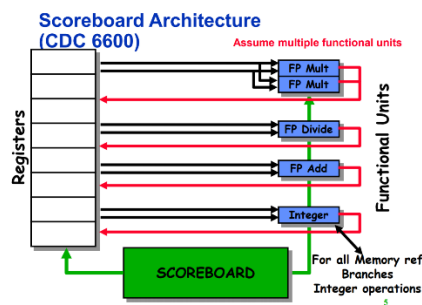 Scoreboard Architecture
(CDC 6600)
Assume multiple functional units
FP Mult
FP Mult
FP Divide
FP Add
Integer
Registers
Functional Units
SCOREBOARD
For all Memory ref
Branches
Integer operations
5